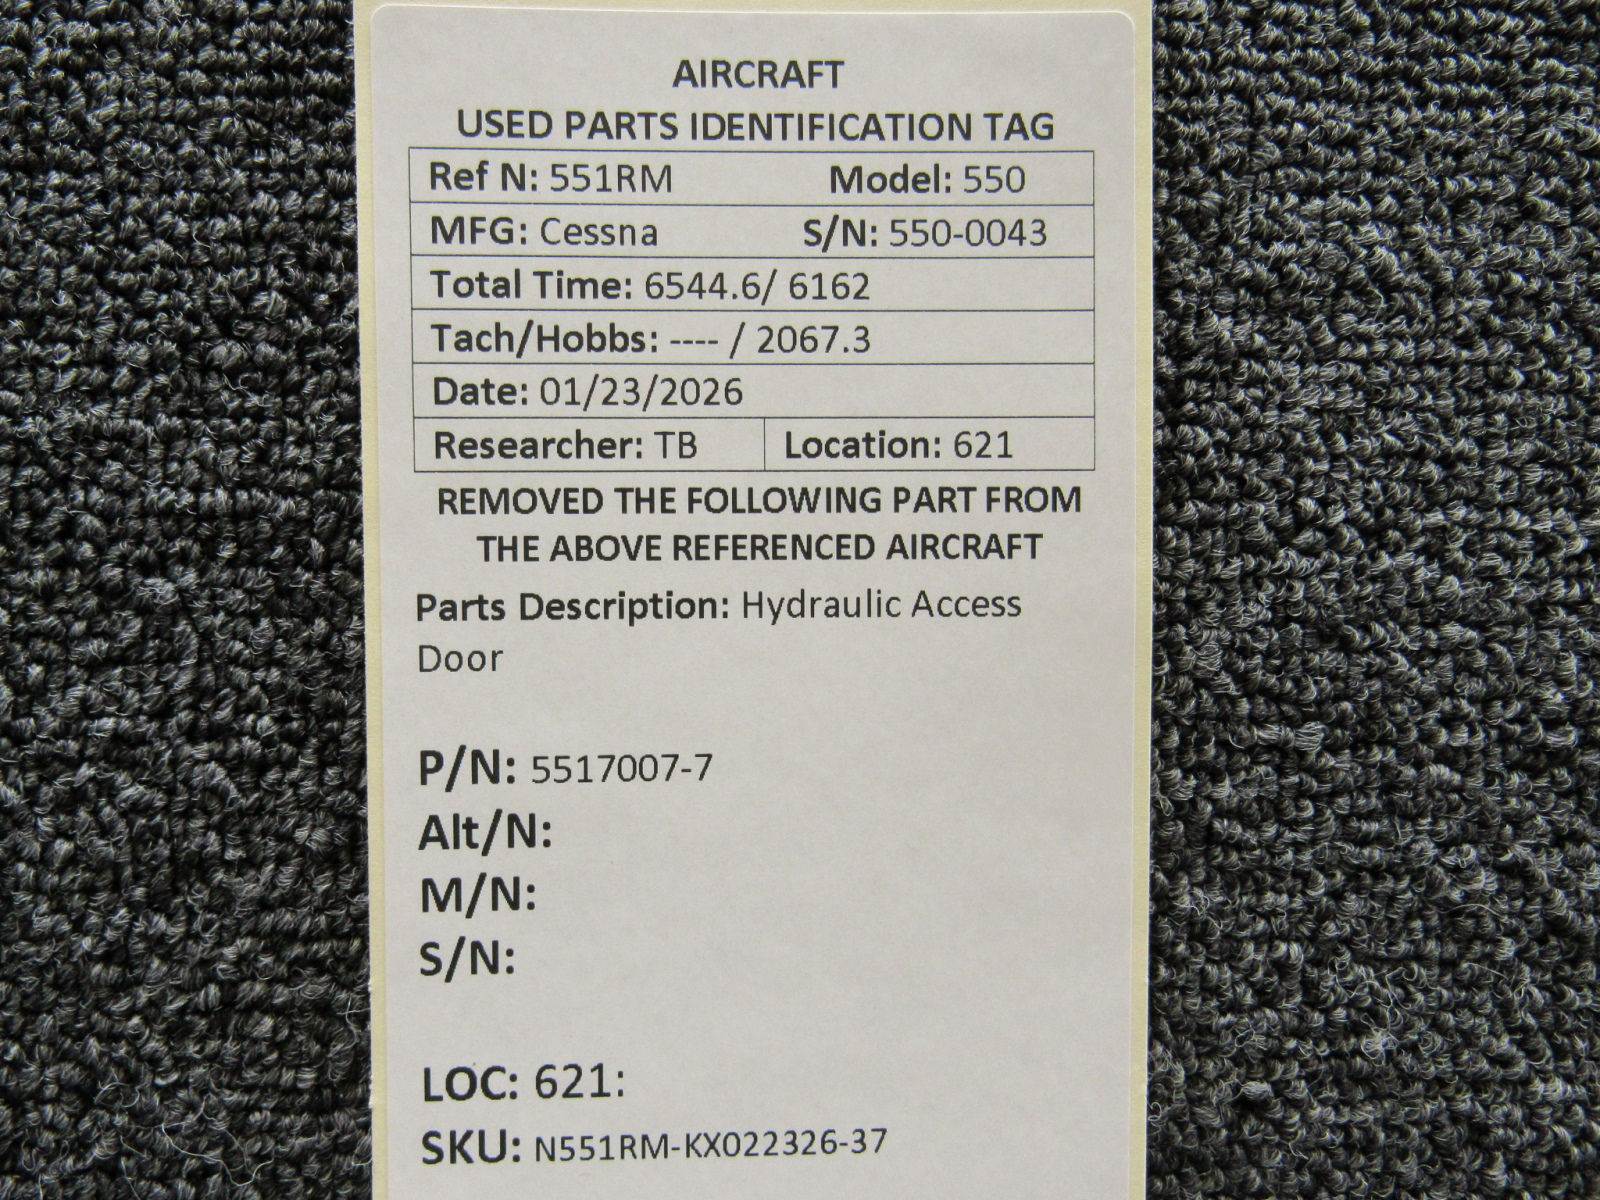 AIRCRAFT
USED PARTS IDENTIFICATION TAG
Ref N: 551RM Model: 550
MFG: Cessna S/N: 550-0043
Total Time: 6544.6/ 6162
Tach/Hobbs: ---- / 2067.3
Date: 01/23/2026
Researcher: TB Location: 621
REMOVED THE FOLLOWING PART FROM
THE ABOVE REFERENCED AIRCRAFT
Parts Description: Hydraulic Access
Door
P/N: 5517007-7
Alt/N:
M/N:
S/N:
LOC: 621:
SKU: N551RM-KX022326-37